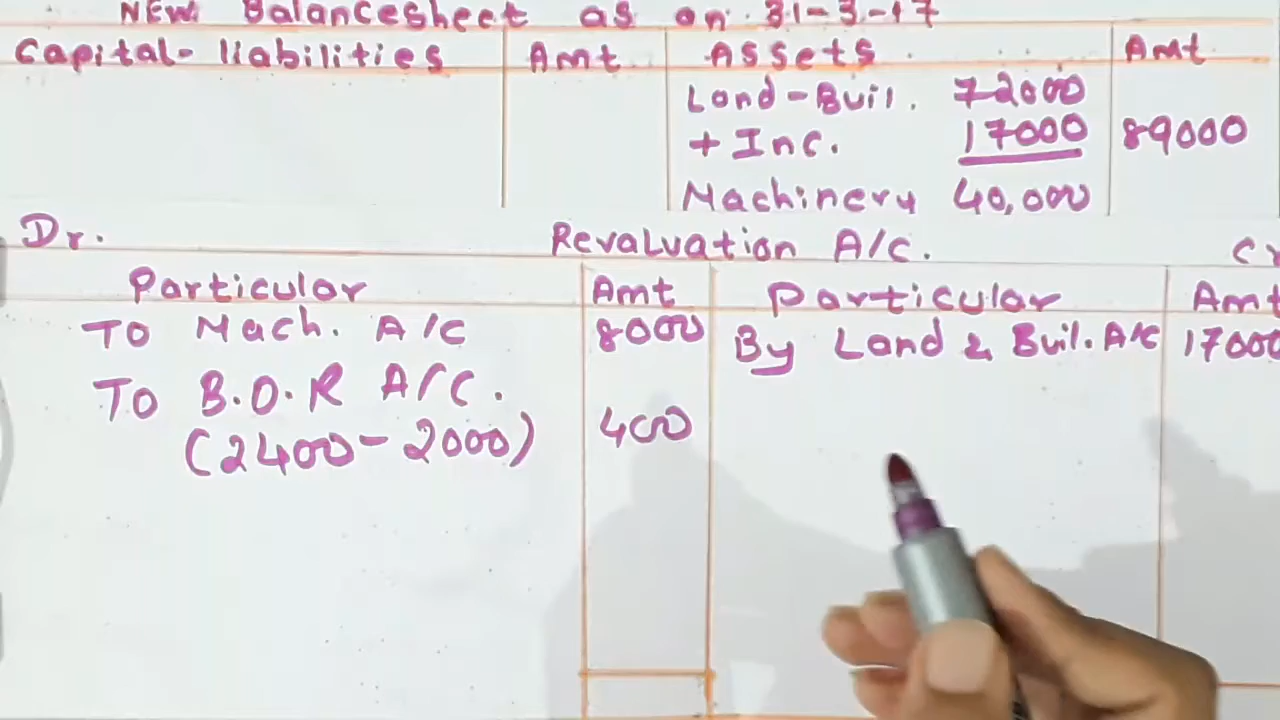 NEW Balancesheet as on 31-3-17
Capital-liabilities Amt Assets Amt
Land-Buil. 72000
+ Inc. 17000 89000
Machinery 40,000
Dr. Revaluation A/C. Cr
Particular Amt Particular Amt
To Mach. A/C 8000 By Land & Buil. A/C 17000
To B.D.R A/C.
(2400-2000) 400